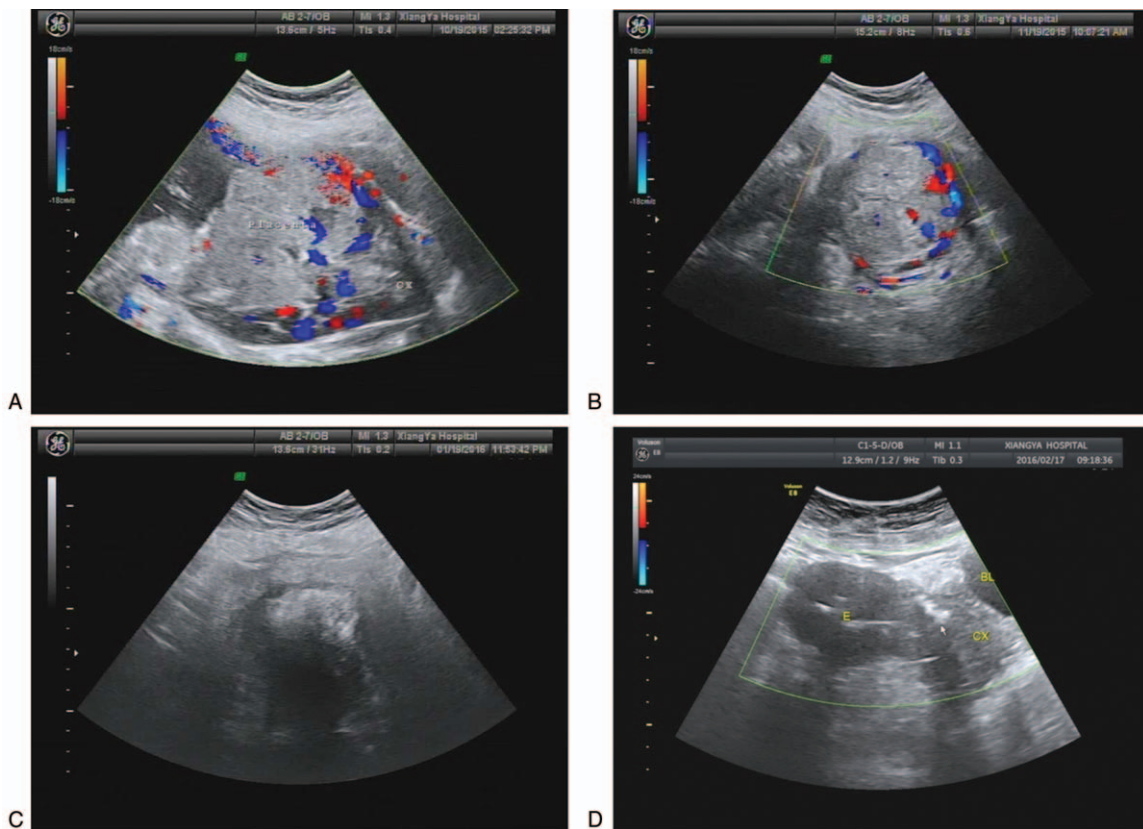 AB 2-7/OB MI 1.3 XiangYa Hospital
13.6cm / 5Hz Tis 0.4 10/19/2015 02:25:32 PM
18cm/s
-18cm/s
Placenta
CX
A
AB 2-7/OB MI 1.3 XiangYa Hospital
15.2cm / 8Hz Tis 0.6 11/19/2015 10:07:21 AM
18cm/s
-18cm/s
B
AB 2-7/OB MI 1.3 XiangYa Hospital
13.6cm / 31Hz Tis 0.2 01/19/2016 11:53:42 PM
C
Voluson
E8
C1-5-D/OB MI 1.1 XIANGYA HOSPITAL
12.9cm / 1.2 / 9Hz TIb 0.3 2016/02/17 09:18:36
24cm/s
-24cm/s
Voluson
E8
BL
E
CX
D